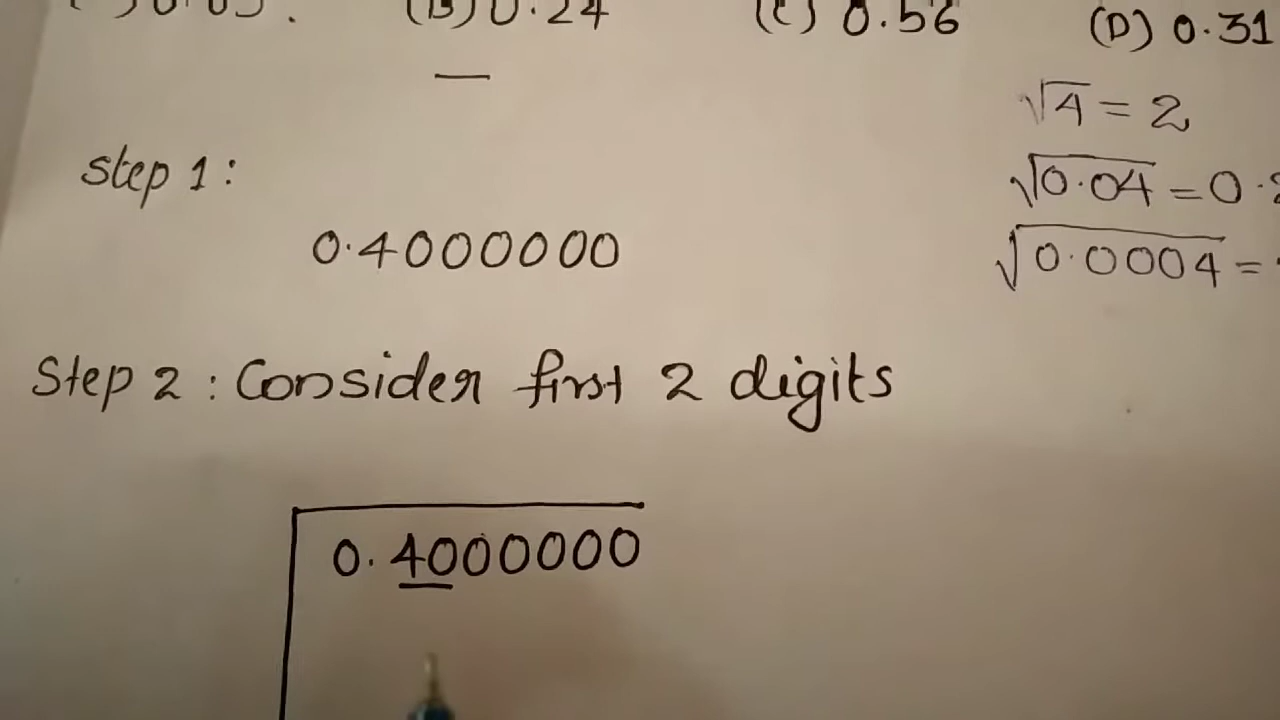 (B) 0.24 (C) 0.56 (D) 0.31
√4 = 2
step 1:
√0.04 = 0.
0.4000000
√0.0004 =
Step 2 : Consider first 2 digits
0.4000000